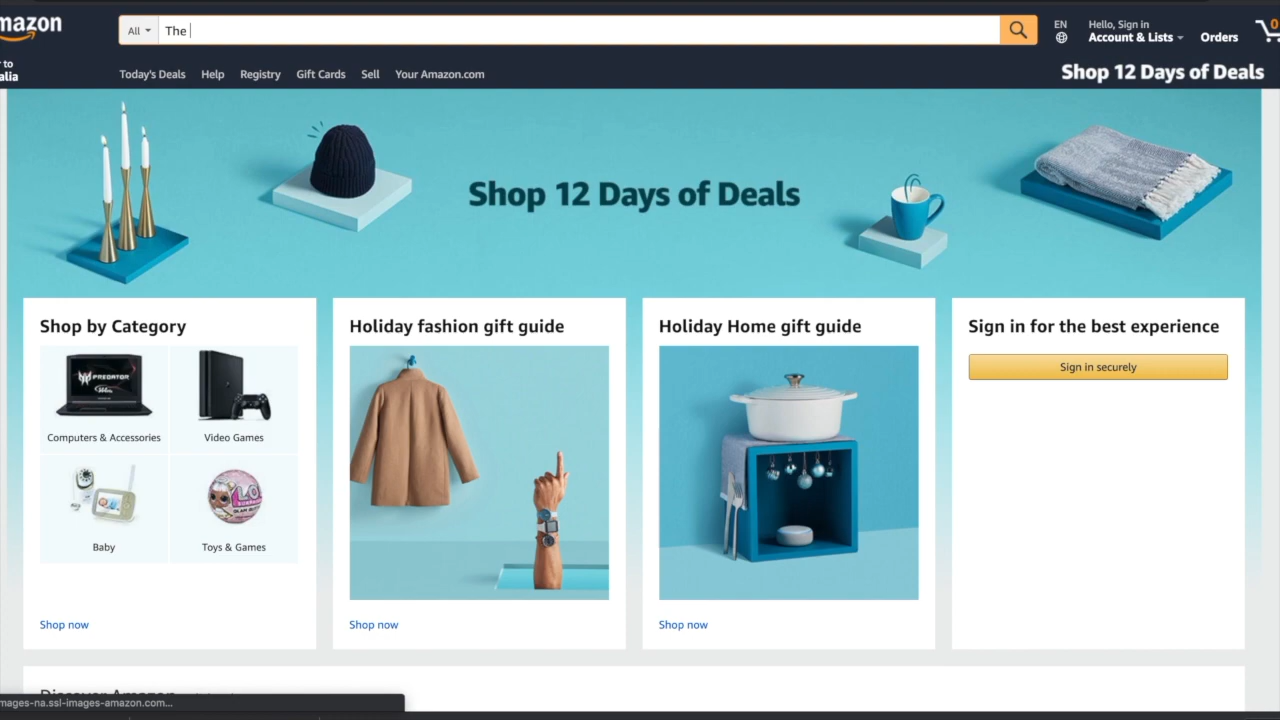 mazon
All
The
EN
Hello, Sign in
Account & Lists
Orders
0
to
alia
Today's Deals
Help
Registry
Gift Cards
Sell
Your Amazon.com
Shop 12 Days of Deals
Shop 12 Days of Deals
Shop by Category
Holiday fashion gift guide
Holiday Home gift guide
Sign in for the best experience
Sign in securely
PREDATOR
Computers & Accessories
Video Games
Baby
Toys & Games
Shop now
Shop now
Shop now
Discover Amazon
mages-na.ssl-images-amazon.com...